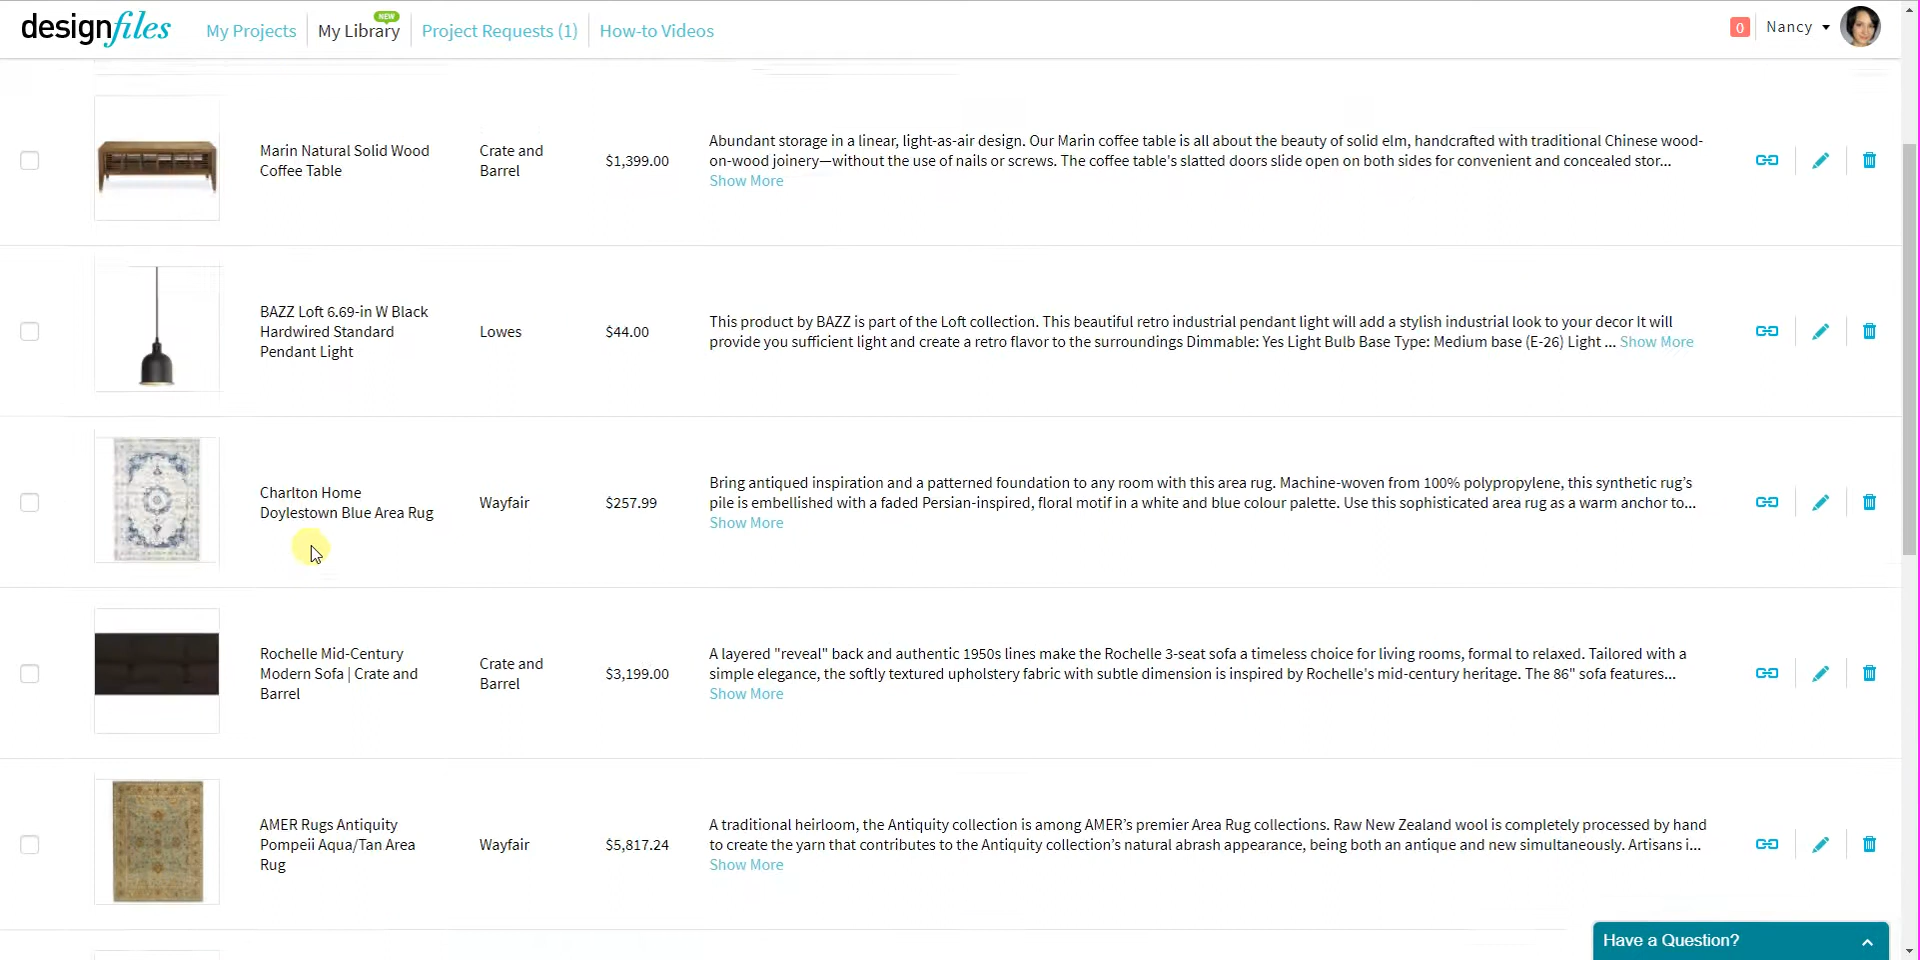 designfiles
My Projects
My Library
NEW
Project Requests (1)
How-to Videos
0
Nancy
Marin Natural Solid Wood
Coffee Table
Crate and
Barrel
$1,399.00
Abundant storage in a linear, light-as-air design. Our Marin coffee table is all about the beauty of solid elm, handcrafted with traditional Chinese wood-
on-wood joinery—without the use of nails or screws. The coffee table's slatted doors slide open on both sides for convenient and concealed stor...
Show More
BAZZ Loft 6.69-in W Black
Hardwired Standard
Pendant Light
Lowes
$44.00
This product by BAZZ is part of the Loft collection. This beautiful retro industrial pendant light will add a stylish industrial look to your decor It will
provide you sufficient light and create a retro flavor to the surroundings Dimmable: Yes Light Bulb Base Type: Medium base (E-26) Light ... Show More
Charlton Home
Doylestown Blue Area Rug
Wayfair
$257.99
Bring antiqued inspiration and a patterned foundation to any room with this area rug. Machine-woven from 100% polypropylene, this synthetic rug's
pile is embellished with a faded Persian-inspired, floral motif in a white and blue colour palette. Use this sophisticated area rug as a warm anchor to...
Show More
Rochelle Mid-Century
Modern Sofa | Crate and
Barrel
Crate and
Barrel
$3,199.00
A layered "reveal" back and authentic 1950s lines make the Rochelle 3-seat sofa a timeless choice for living rooms, formal to relaxed. Tailored with a
simple elegance, the softly textured upholstery fabric with subtle dimension is inspired by Rochelle's mid-century heritage. The 86" sofa features...
Show More
AMER Rugs Antiquity
Pompeii Aqua/Tan Area
Rug
Wayfair
$5,817.24
A traditional heirloom, the Antiquity collection is among AMER's premier Area Rug collections. Raw New Zealand wool is completely processed by hand
to create the yarn that contributes to the Antiquity collection's natural abrash appearance, being both an antique and new simultaneously. Artisans i...
Show More
Have a Question?